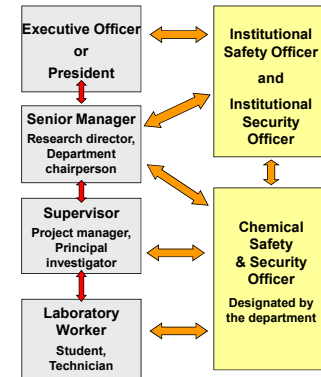 Executive Officer
or
President
Institutional
Safety Officer
and
Institutional
Security
Officer
Senior Manager
Research director,
Department
chairperson
Supervisor
Project manager,
Principal
investigator
Chemical
Safety
& Security
Officer
Designated by
the department
Laboratory
Worker
Student,
Technician